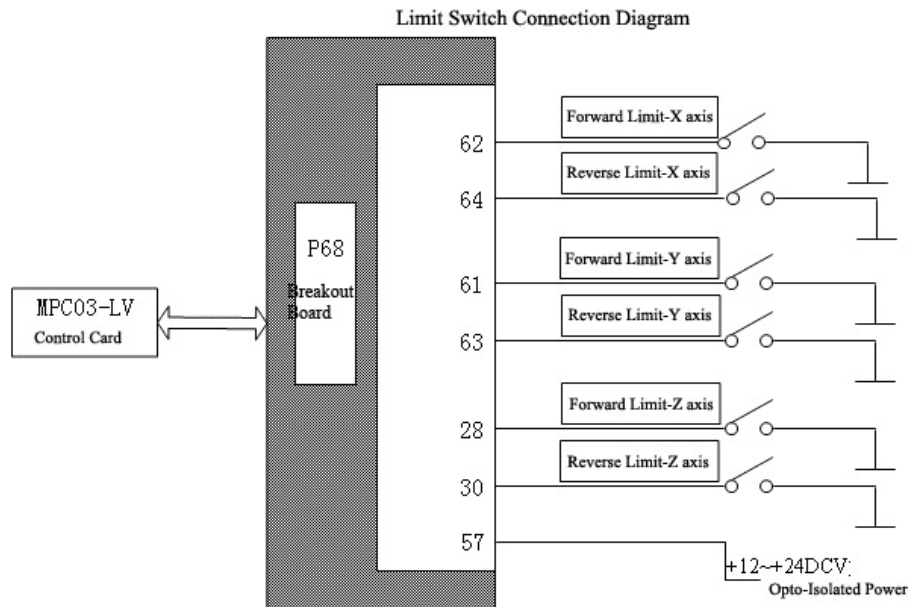 Limit Switch Connection Diagram
Forward Limit-X axis
62
Reverse Limit-X axis
64
P68
Breakout
Board
MPC03-LV
Control Card
Forward Limit-Y axis
61
Reverse Limit-Y axis
63
Forward Limit-Z axis
28
Reverse Limit-Z axis
30
57
+12~+24DCV;
Opto-Isolated Power